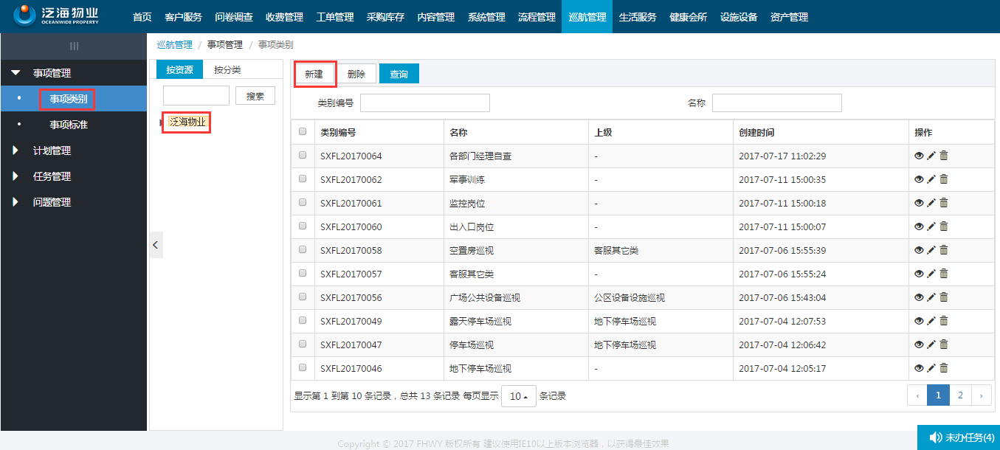 泛海物业
OCEANWIDE PROPERTY
首页 客户服务 问卷调查 收费管理 工单管理 采购库存 内容管理 系统管理 流程管理 巡航管理 生活服务 健康会所 设施设备 资产管理
巡航管理 / 事项管理 / 事项类别
事项管理
事项类别
事项标准
计划管理
任务管理
问题管理
按资源 按分类
搜索
泛海物业
新建 删除 查询
类别编号 名称
类别编号 名称 上级 创建时间 操作
SXFL20170064 各部门经理自查 - 2017-07-17 11:02:29
SXFL20170062 军事训练 - 2017-07-11 15:00:35
SXFL20170061 监控岗位 - 2017-07-11 15:00:18
SXFL20170060 出入口岗位 - 2017-07-11 15:00:07
SXFL20170058 空置房巡视 客服其它类 2017-07-06 15:55:39
SXFL20170057 客服其它类 - 2017-07-06 15:55:24
SXFL20170056 广场公共设备巡视 公区设备设施巡视 2017-07-06 15:43:04
SXFL20170049 露天停车场巡视 地下停车场巡视 2017-07-04 12:07:53
SXFL20170047 停车场巡视 地下停车场巡视 2017-07-04 12:06:42
SXFL20170046 地下停车场巡视 - 2017-07-04 12:05:17
显示第 1 到第 10 条记录，总共 13 条记录 每页显示 10 条记录
‹ 1 2 ›
未办任务(4)
Copyright © 2017 FHWY 版权所有 建议使用IE10以上版本浏览器，以获得最佳效果